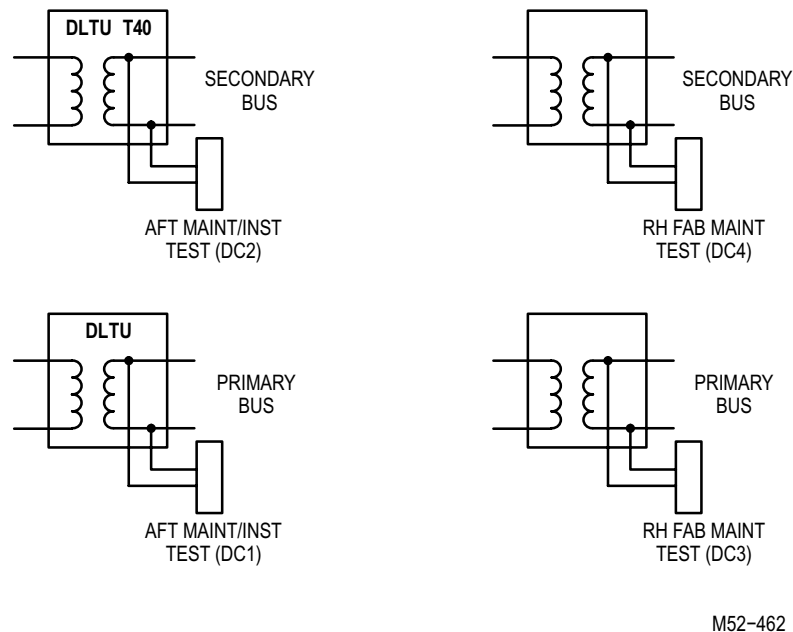 DLTU T40
SECONDARY
BUS
AFT MAINT/INST
TEST (DC2)
SECONDARY
BUS
RH FAB MAINT
TEST (DC4)
DLTU
PRIMARY
BUS
AFT MAINT/INST
TEST (DC1)
PRIMARY
BUS
RH FAB MAINT
TEST (DC3)
M52−462